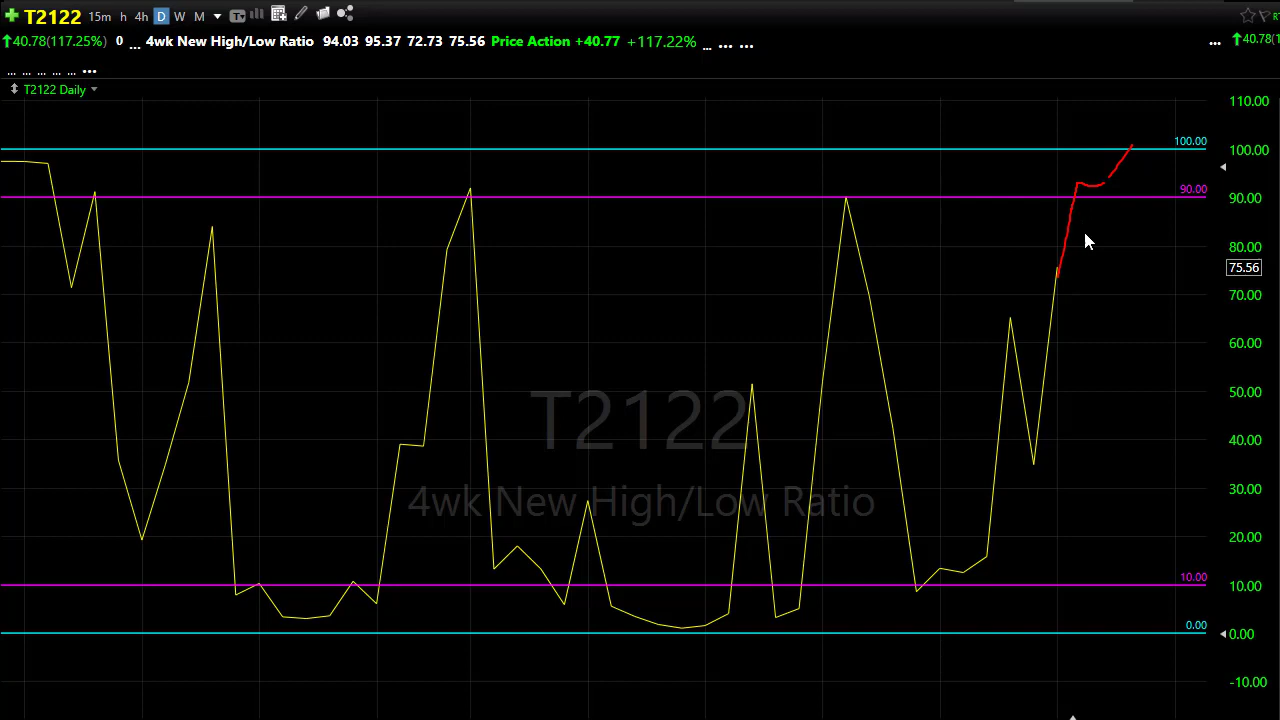 T2122 15m h 4h D W M T
40.78(117.25%) 0 ... 4wk New High/Low Ratio 94.03 95.37 72.73 75.56 Price Action +40.77 +117.22% ... ... ... ... 40.78(1
... ... ... ... ... ...
T2122 Daily
110.00
100.00 100.00
90.00 90.00
80.00
75.56
70.00
60.00
50.00
T2122
40.00
4wk New High/Low Ratio
30.00
20.00
10.00 10.00
0.00 0.00
-10.00